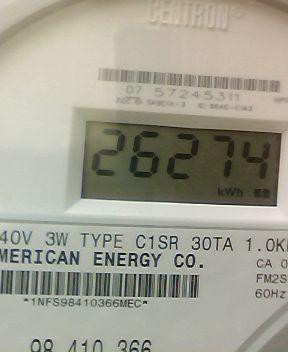 CENTRON®
07 57245311
26274
kWh
40V 3W TYPE C1SR 30TA 1.0K
MERICAN ENERGY CO.
CA 0
FM2S
60Hz
*1NFS98410366MEC*
98 410 366